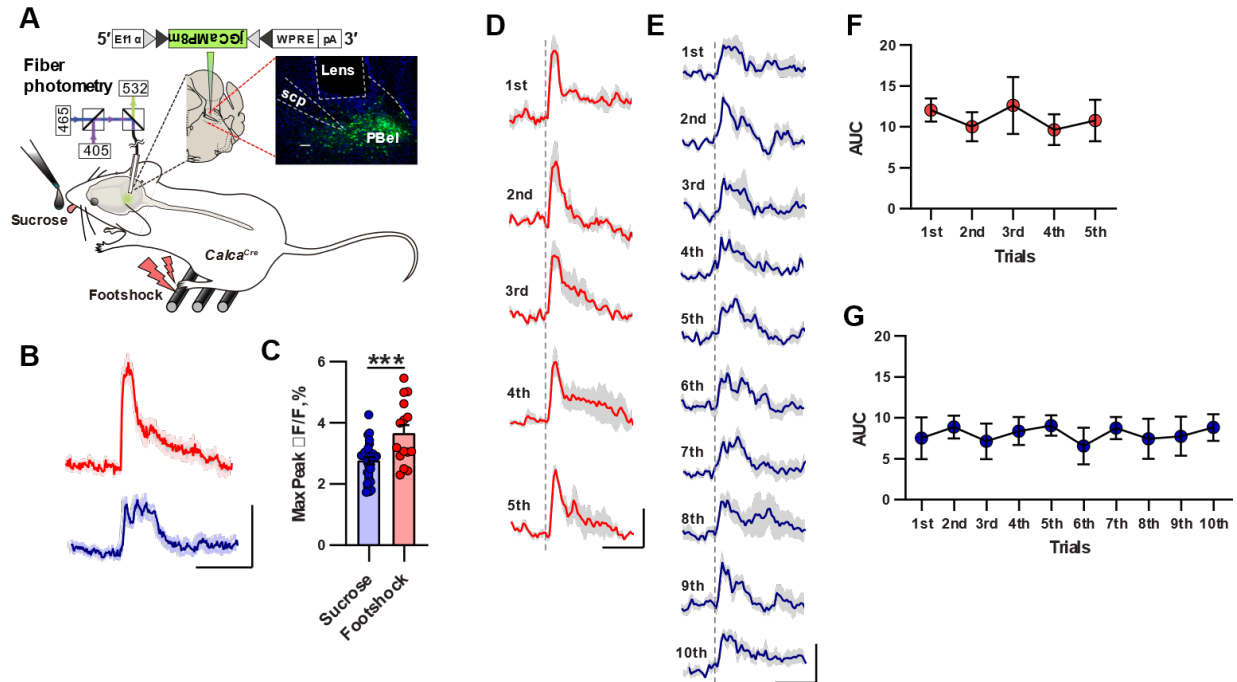 A
5′ Ef1 α jGCaMP8m WPRE pA 3′
Fiber
photometry
532
465
405
Lens
scp
PBel
Sucrose
Calca^Cre
Footshock
B
C
***
Max Peak □F/F, %
6
4
2
0
Sucrose
Footshock
D
1st
2nd
3rd
4th
5th
E
1st
2nd
3rd
4th
5th
6th
7th
8th
9th
10th
F
AUC
20
15
10
5
0
1st 2nd 3rd 4th 5th
Trials
G
AUC
20
15
10
5
0
1st 2nd 3rd 4th 5th 6th 7th 8th 9th 10th
Trials